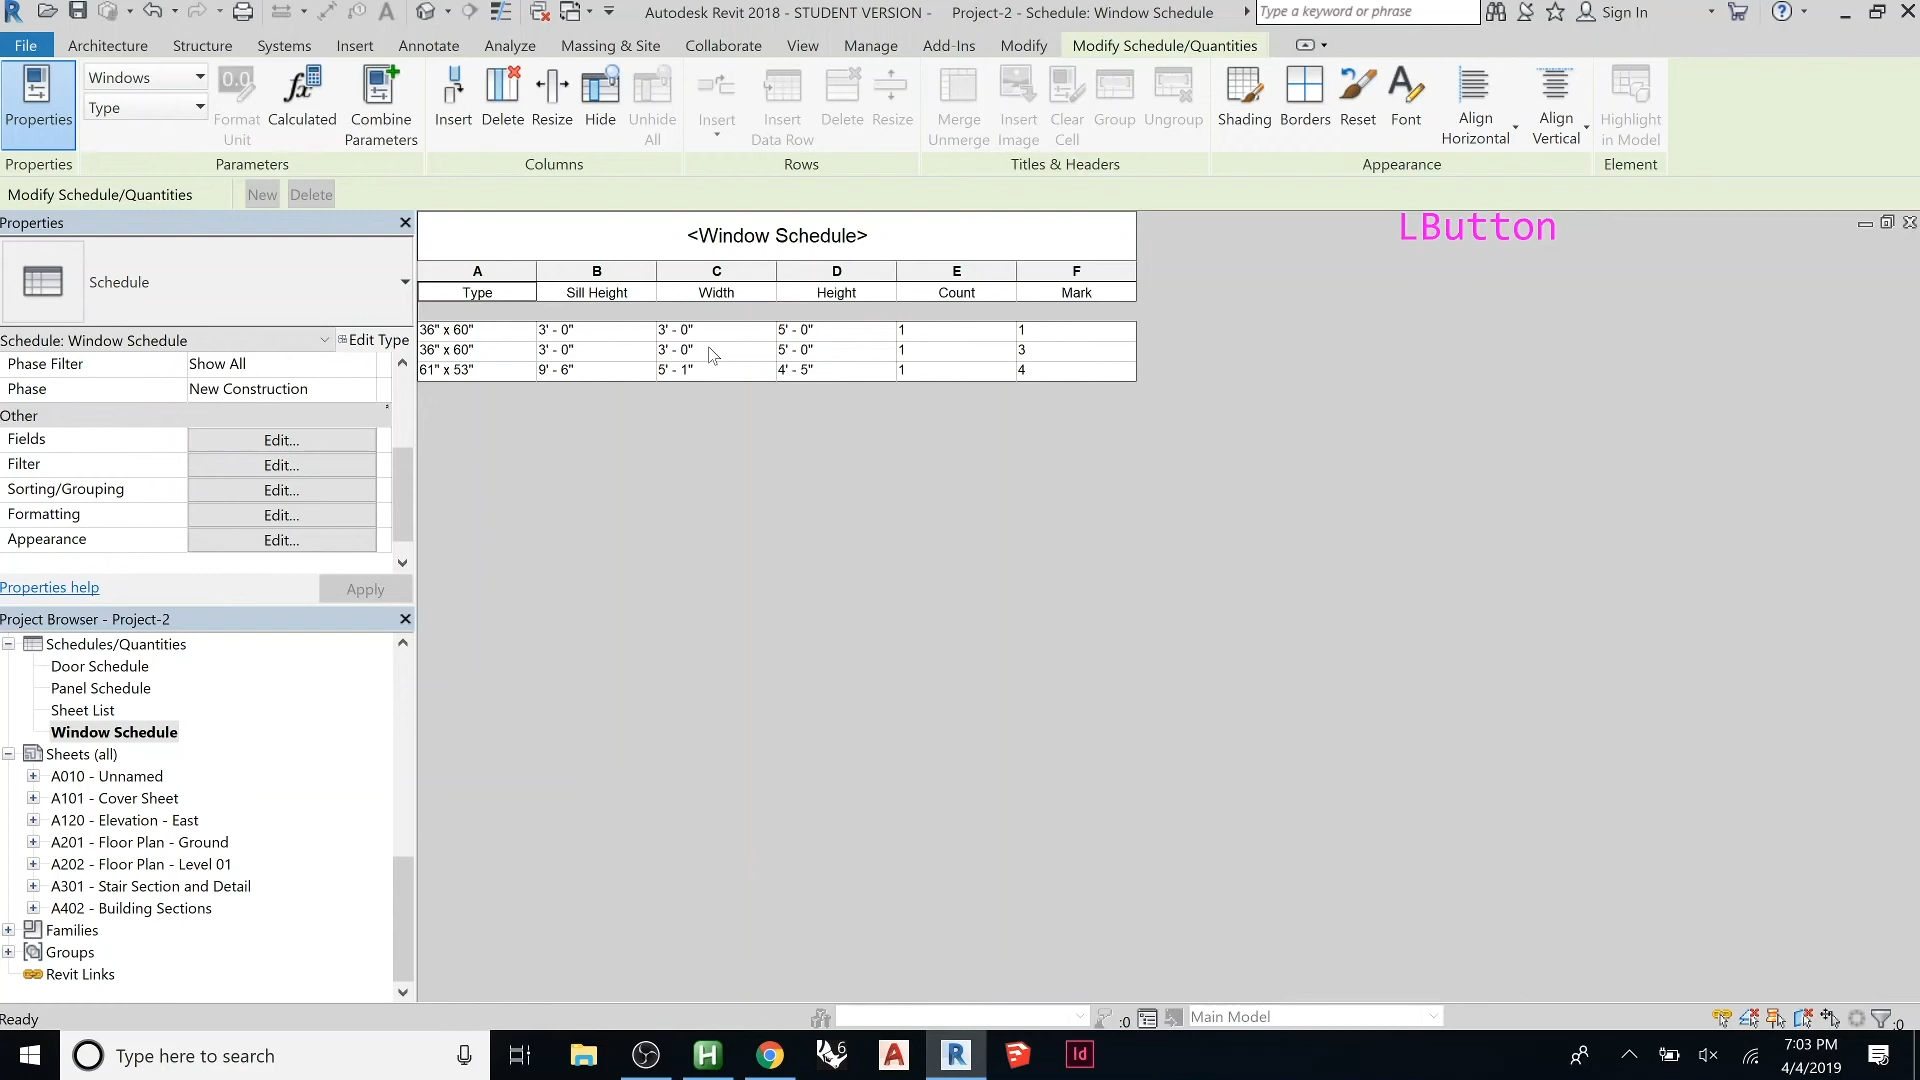 Autodesk Revit 2018 - STUDENT VERSION -    Project-2 - Schedule: Window Schedule
Type a keyword or phrase
Sign In
File Architecture Structure Systems Insert Annotate Analyze Massing & Site Collaborate View Manage Add-Ins Modify Modify Schedule/Quantities
Properties
Windows
Type
Format Unit
Calculated
Combine Parameters
Insert
Delete
Resize
Hide
Unhide All
Insert
Insert Data Row
Delete
Resize
Merge Unmerge
Insert Image
Clear Cell
Group
Ungroup
Shading
Borders
Reset
Font
Align Horizontal
Align Vertical
Highlight in Model
Properties Parameters Columns Rows Titles & Headers Appearance Element
Modify Schedule/Quantities New Delete
Properties
Schedule
Schedule: Window Schedule Edit Type
Phase Filter Show All
Phase New Construction
Other
Fields Edit...
Filter Edit...
Sorting/Grouping Edit...
Formatting Edit...
Appearance Edit...
Properties help Apply
Project Browser - Project-2
Schedules/Quantities
Door Schedule
Panel Schedule
Sheet List
Window Schedule
Sheets (all)
A010 - Unnamed
A101 - Cover Sheet
A120 - Elevation - East
A201 - Floor Plan - Ground
A202 - Floor Plan - Level 01
A301 - Stair Section and Detail
A402 - Building Sections
Families
Groups
Revit Links
<Window Schedule>
A B C D E F
Type Sill Height Width Height Count Mark
36" x 60" 3' - 0" 3' - 0" 5' - 0" 1 1
36" x 60" 3' - 0" 3' - 0" 5' - 0" 1 3
61" x 53" 9' - 6" 5' - 1" 4' - 5" 1 4
LButton
Ready
:0
Main Model
:0
Type here to search
6
A
R
Id
7:03 PM
4/4/2019